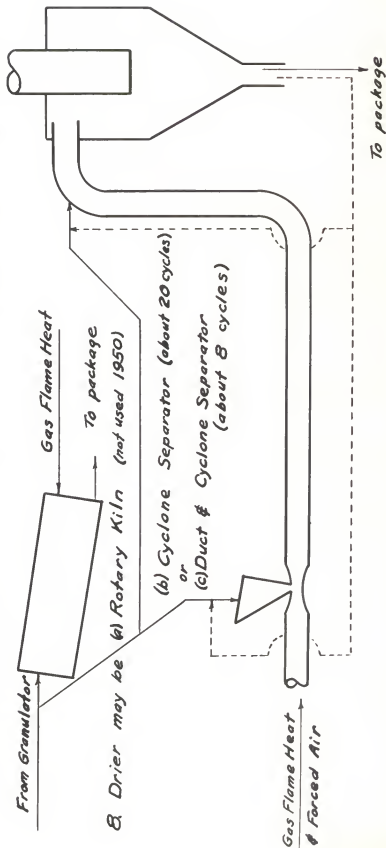 From Granulator
Gas Flame Heat
To package
8. Drier may be (a) Rotary Kiln (not used 1950)
(b) Cyclone Separator (about 20 cycles)
or
(c) Duct & Cyclone Separator
(about 8 cycles)
Gas Flame Heat
& Forced Air
To package